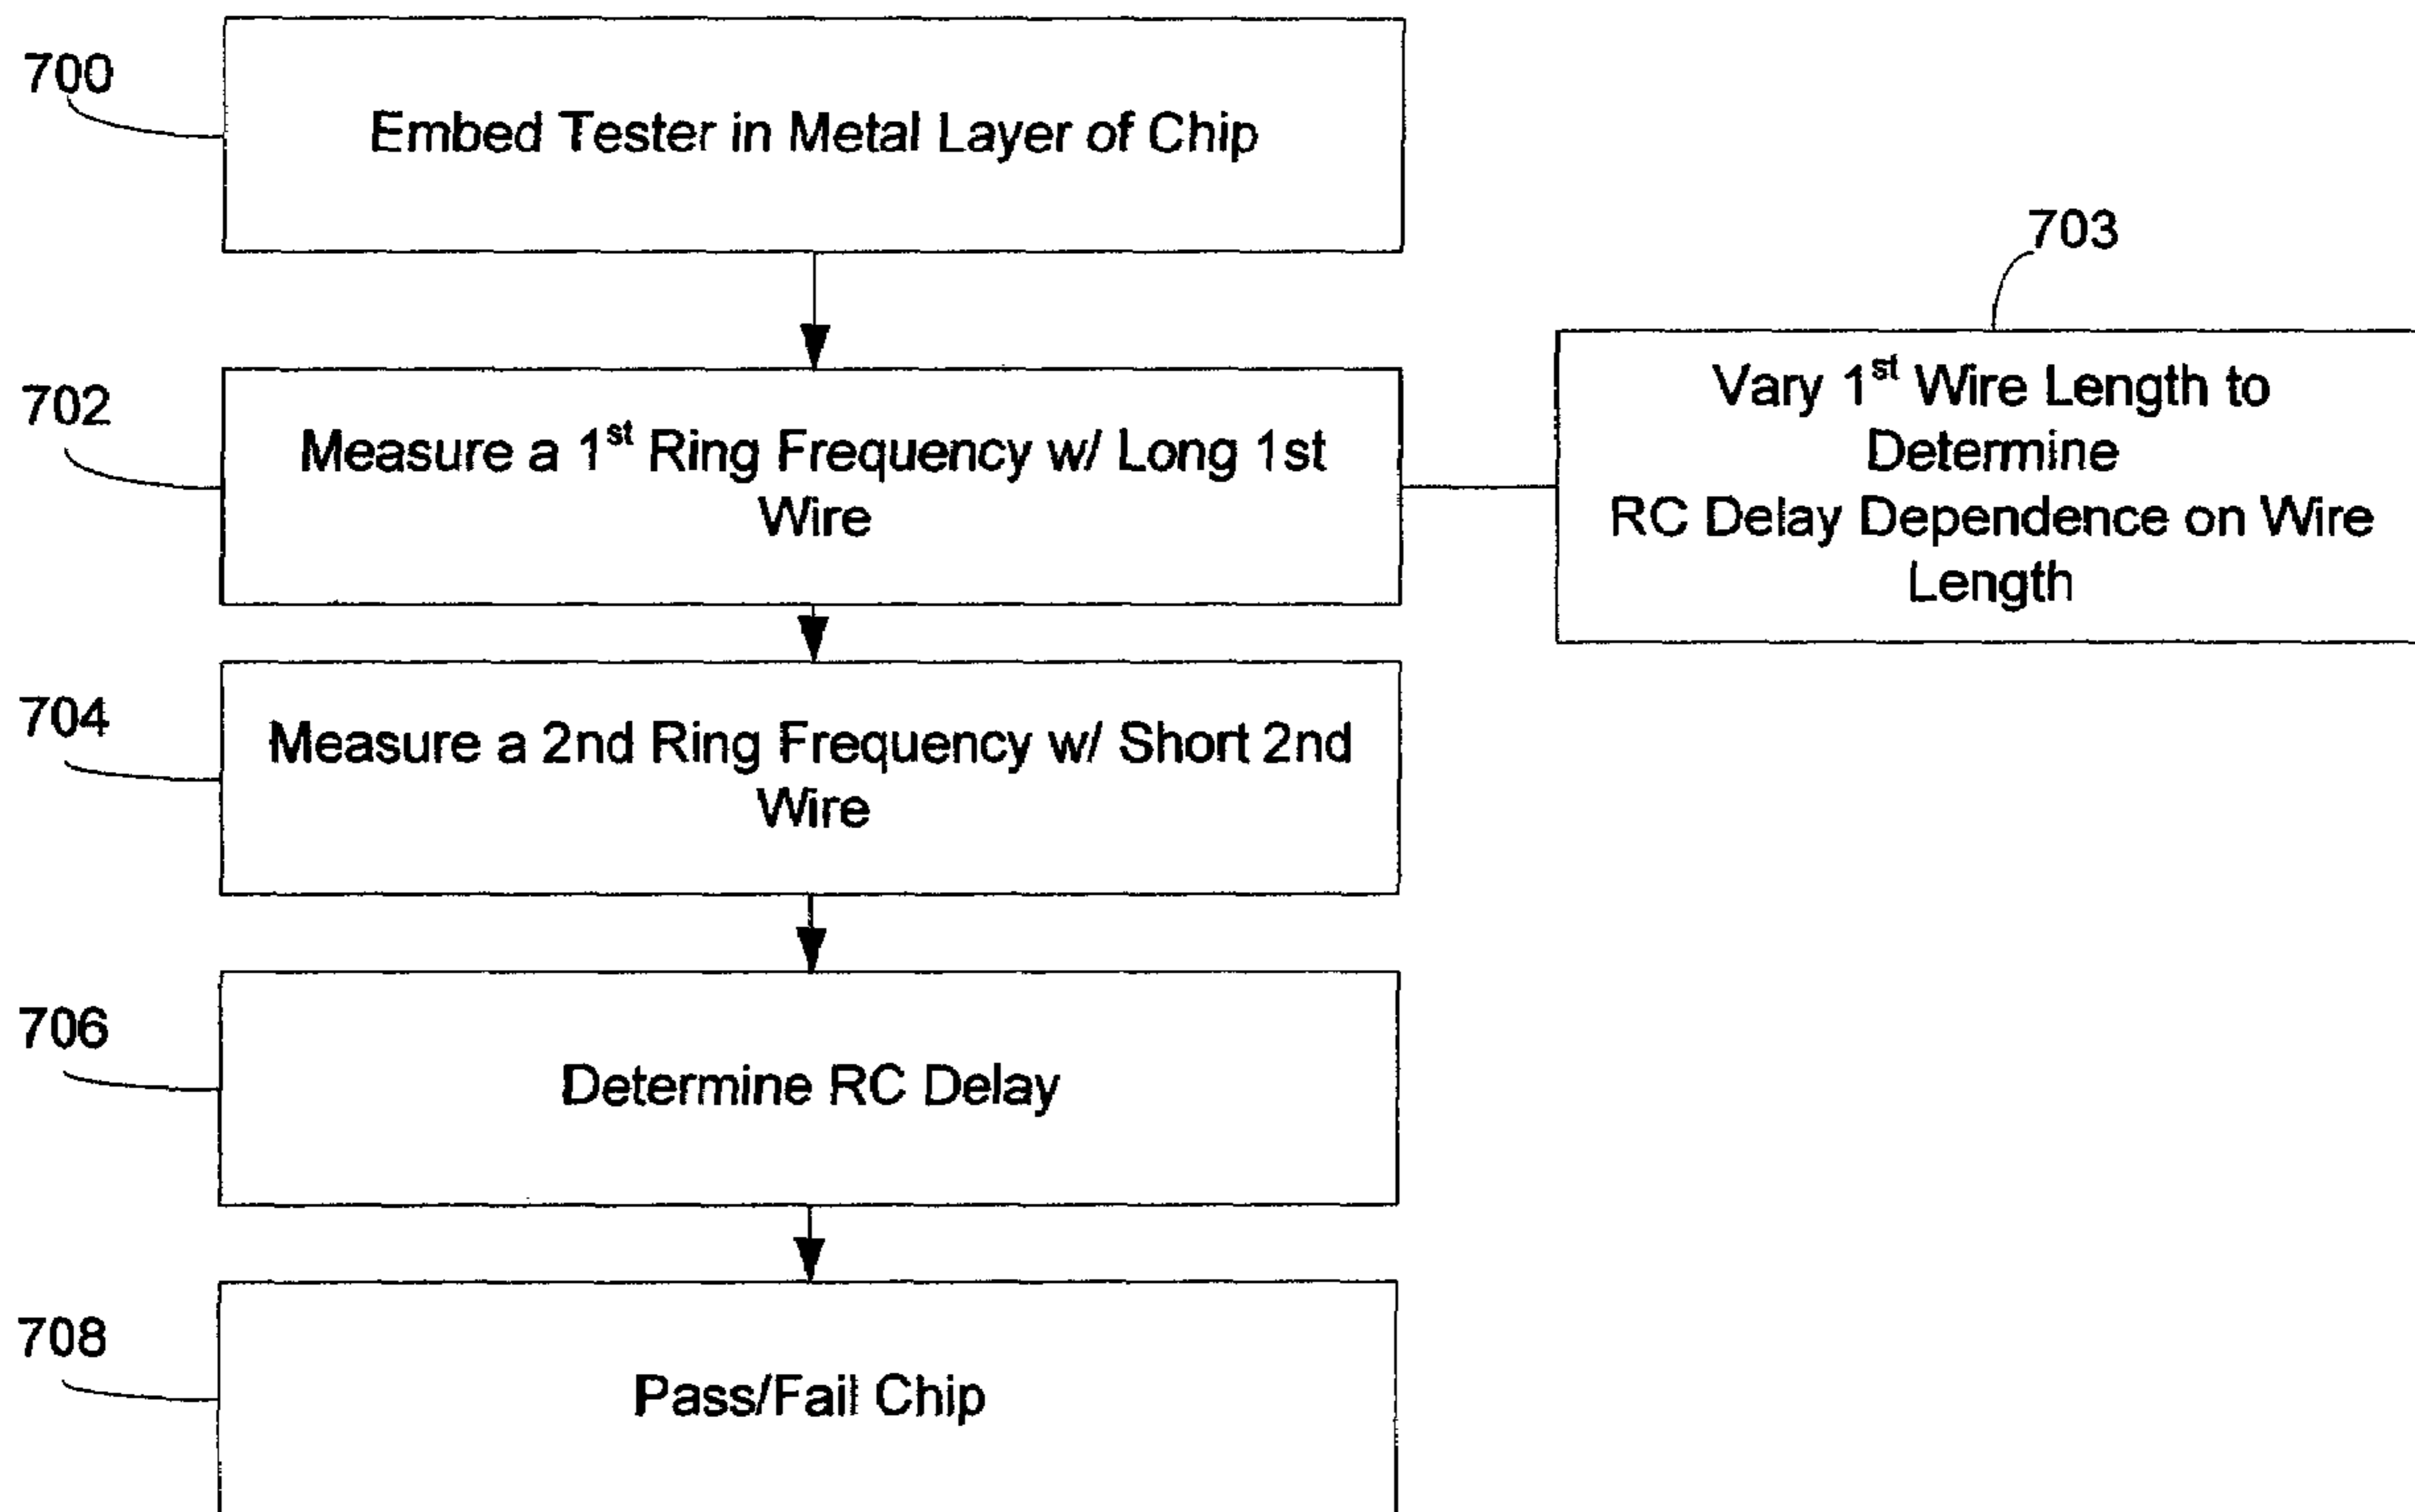 700
Embed Tester in Metal Layer of Chip
703
702
Measure a 1st Ring Frequency w/ Long 1st
Wire
Vary 1st Wire Length to
Determine
RC Delay Dependence on Wire
Length
704
Measure a 2nd Ring Frequency w/ Short 2nd
Wire
706
Determine RC Delay
708
Pass/Fail Chip